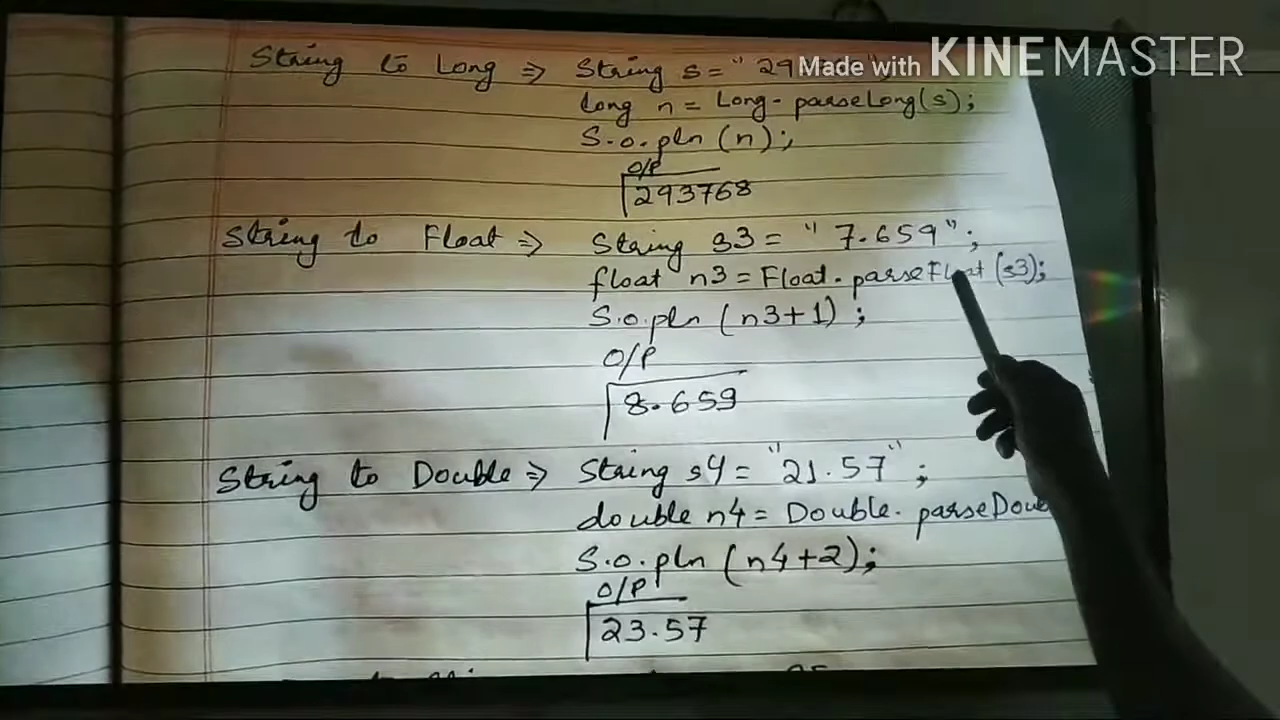 String to Long ⇒ String s = "29
Made with KINEMASTER
long n = Long.parseLong(s);
S.o.pln (n);
O/P
293768
String to Float ⇒ String s3 = "7.659";
float n3 = Float.parseFloat (s3);
S.o.pln (n3+1);
O/P
8.659
String to Double ⇒ String s4 = "21.57";
double n4 = Double.parseDoub
S.o.pln (n4+2);
O/P
23.57